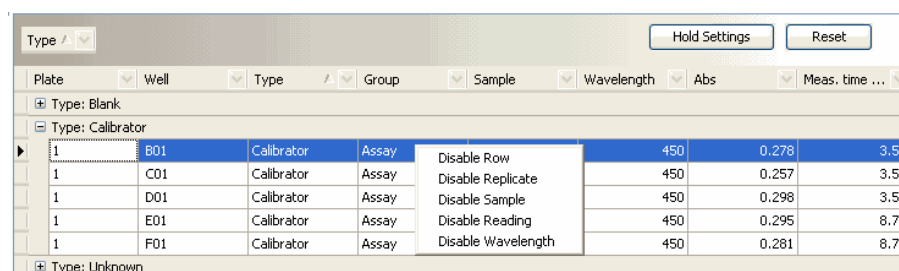 Type Hold Settings Reset
Plate Well Type Group Sample Wavelength Abs Meas. time ...
Type: Blank
Type: Calibrator
1 B01 Calibrator Assay Disable Row 450 0.278 3.5
1 C01 Calibrator Assay Disable Replicate 450 0.257 3.5
1 D01 Calibrator Assay Disable Sample 450 0.298 3.5
1 E01 Calibrator Assay Disable Reading 450 0.295 8.7
1 F01 Calibrator Assay Disable Wavelength 450 0.281 8.7
Type: Unknown